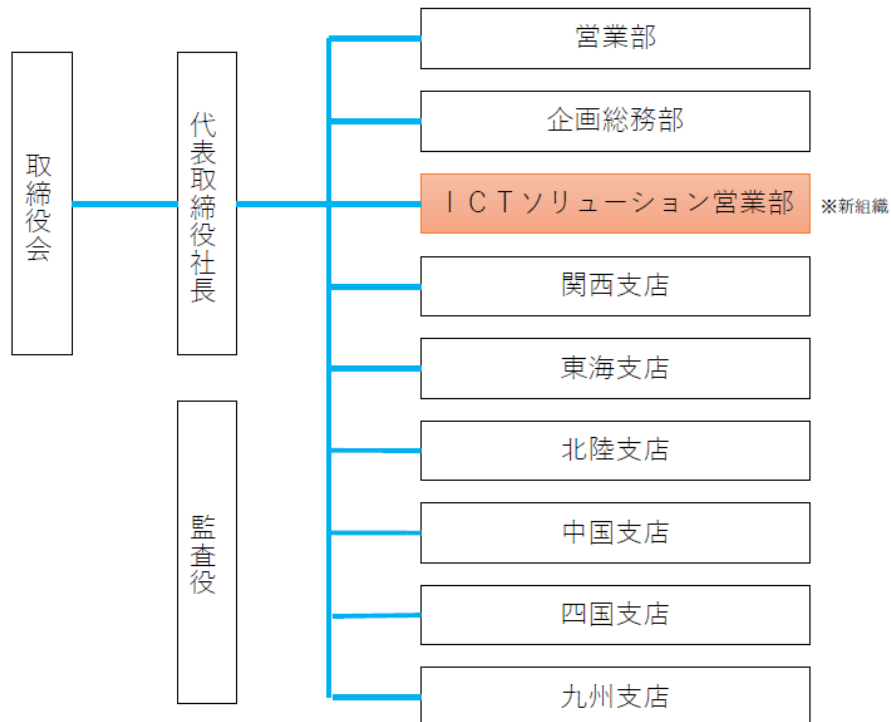 取締役会
代表取締役社長
監査役
営業部
企画総務部
ＩＣＴソリューション営業部
※新組織
関西支店
東海支店
北陸支店
中国支店
四国支店
九州支店